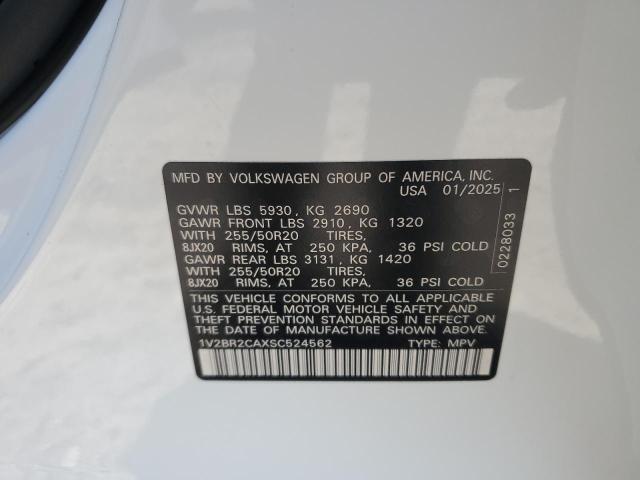 MFD BY VOLKSWAGEN GROUP OF AMERICA, INC.
USA 01/2025
GVWR LBS 5930, KG 2690
GAWR FRONT LBS 2910, KG 1320
WITH 255/50R20 TIRES,
8JX20 RIMS, AT 250 KPA, 36 PSI COLD
GAWR REAR LBS 3131, KG 1420
WITH 255/50R20 TIRES,
8JX20 RIMS, AT 250 KPA, 36 PSI COLD
THIS VEHICLE CONFORMS TO ALL APPLICABLE
U.S. FEDERAL MOTOR VEHICLE SAFETY AND
THEFT PREVENTION STANDARDS IN EFFECT ON THE
DATE OF MANUFACTURE SHOWN ABOVE.
1V2BR2CAXSC524562 TYPE: MPV
0228033 1